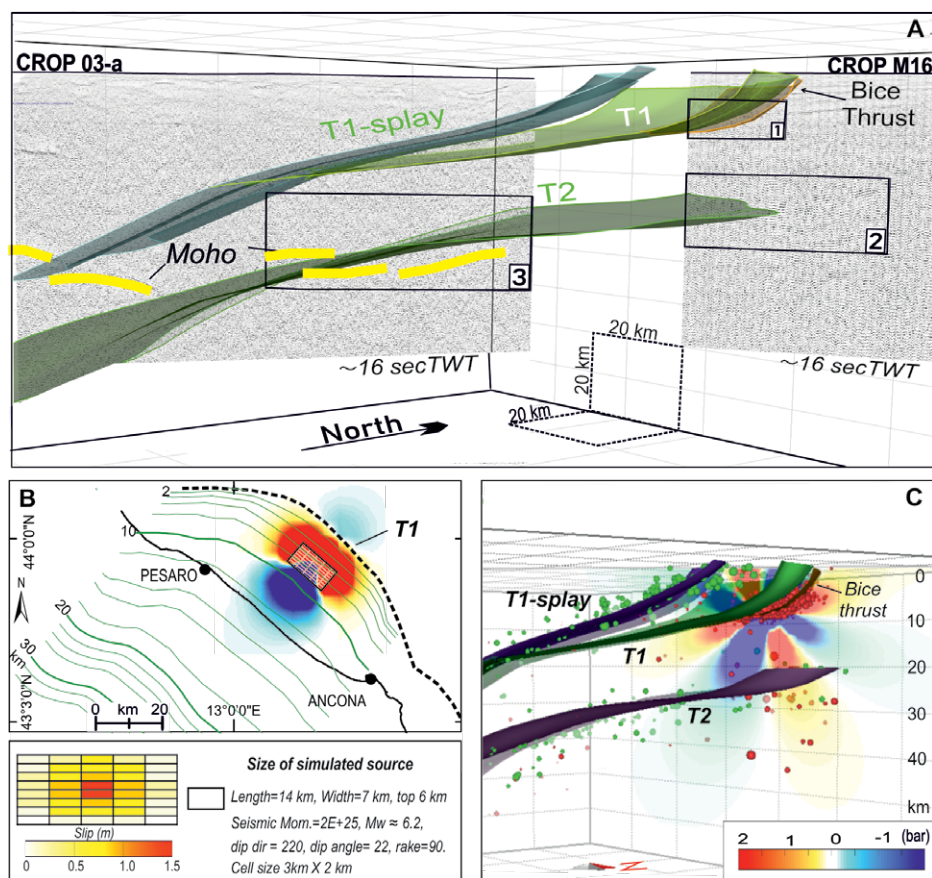 A
CROP 03-a
CROP M16
Bice
Thrust
T1-splay
T1
1
T2
2
Moho
3
20 km
~16 secTWT
20 km
~16 secTWT
20 km
North
B
2
T1
10
44°0'0"N
PESARO
N
20
30
km
ANCONA
43°3'0"N
0 20
km
13°0'0"E
C
0
T1-splay
Bice
thrust
10
T1
20
T2
30
40
km
N
2 1 0 -1 (bar)
Size of simulated source
Length=14 km, Width=7 km, top 6 km
Seismic Mom.=2E+25, Mw ≈ 6.2,
dip dir = 220, dip angle= 22, rake=90.
Cell size 3km X 2 km
Slip (m)
0 0.5 1.0 1.5